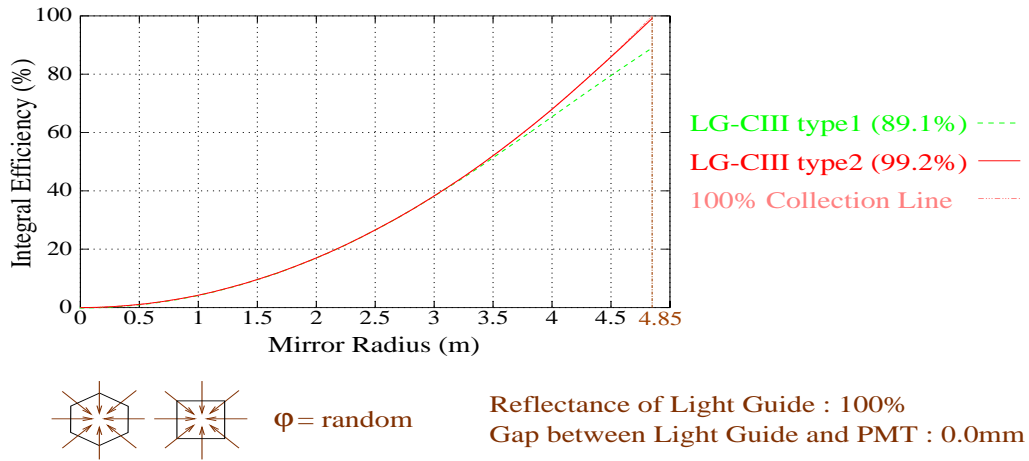 100
80
60
40
20
0
Integral Efficiency (%)
0 0.5 1 1.5 2 2.5 3 3.5 4 4.5 4.85
Mirror Radius (m)
LG-CIII type1 (89.1%)
LG-CIII type2 (99.2%)
100% Collection Line
φ = random
Reflectance of Light Guide : 100%
Gap between Light Guide and PMT : 0.0mm